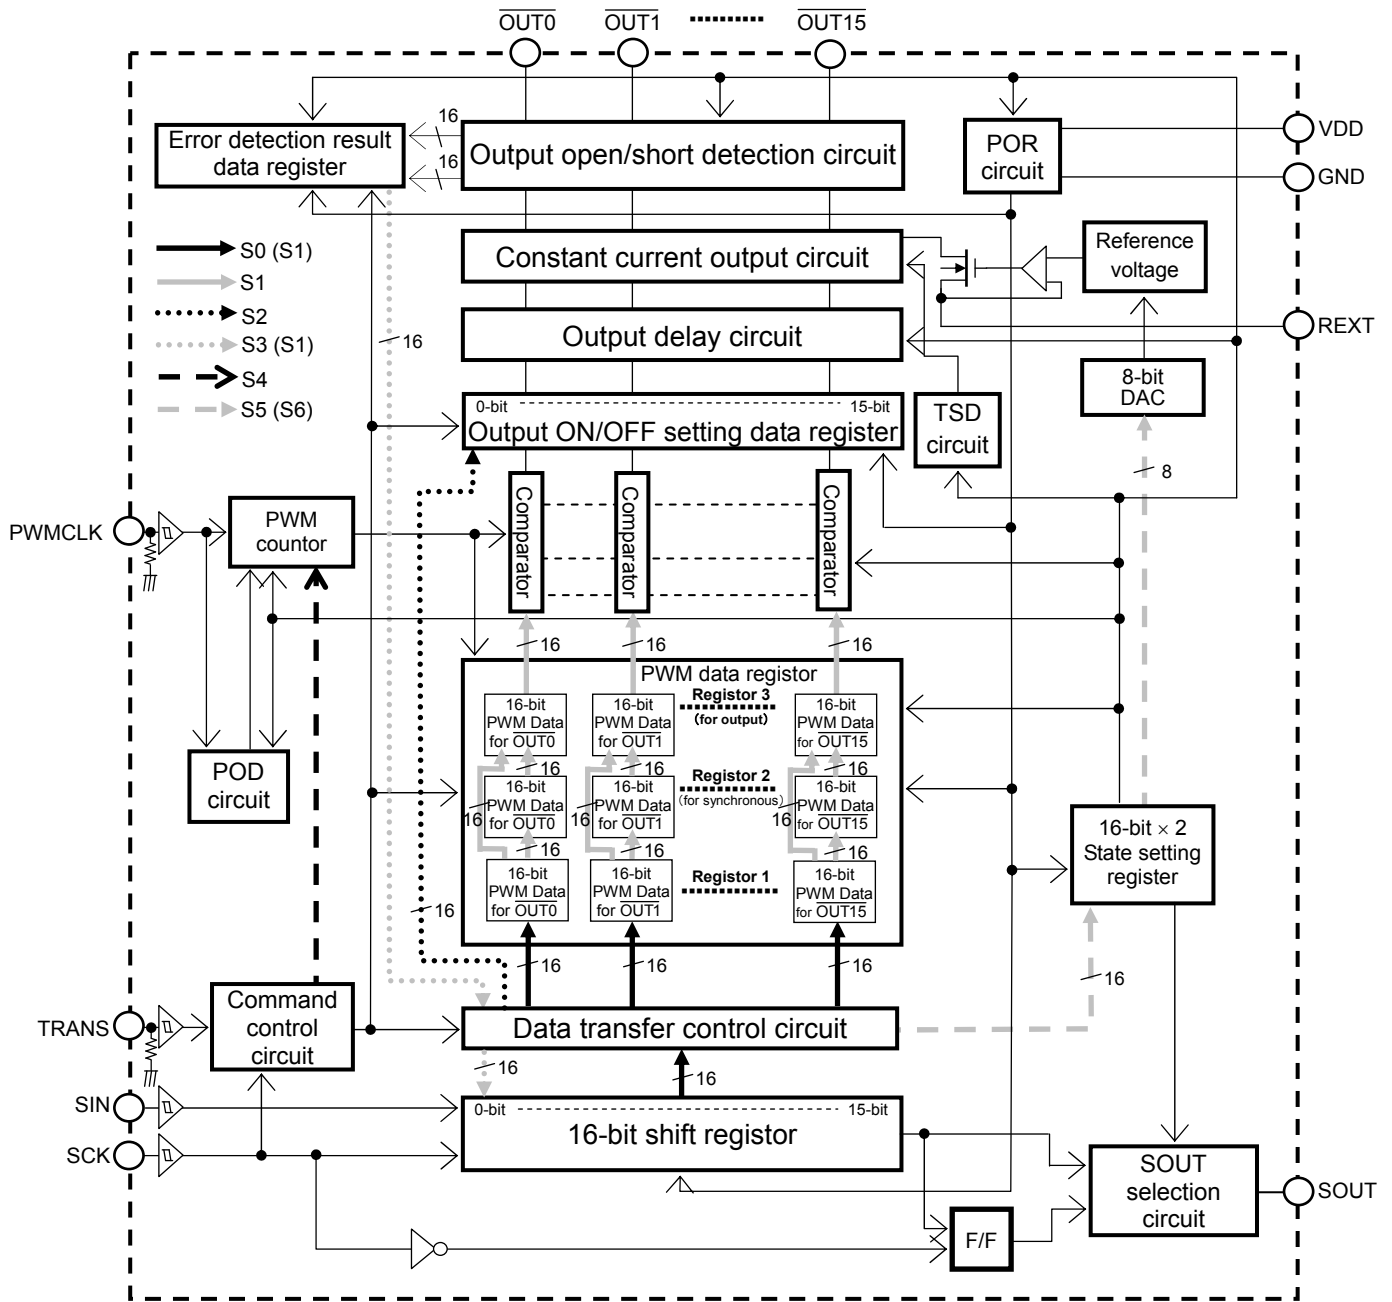 OUT0 OUT1 OUT15
Error detection result
data register
16
16
Output open/short detection circuit
POR
circuit
VDD
GND
S0 (S1)
S1
S2
S3 (S1)
S4
S5 (S6)
16
Constant current output circuit
Reference
voltage
REXT
Output delay circuit
8-bit
DAC
0-bit 15-bit
Output ON/OFF setting data register
TSD
circuit
8
PWMCLK
PWM
countor
Comparator
Comparator
Comparator
16 16 16
PWM data registor
16-bit
PWM Data
for OUT0
16-bit
PWM Data
for OUT1
Registor 3
(for output)
16-bit
PWM Data
for OUT15
16 16 16
POD
circuit
16
16-bit
PWM Data
for OUT0
16
16-bit
PWM Data
for OUT1
Registor 2
(for synchronous)
16
16-bit
PWM Data
for OUT15
16 16 16
16-bit
PWM Data
for OUT0
16-bit
PWM Data
for OUT1
Registor 1
16-bit
PWM Data
for OUT15
16-bit × 2
State setting
register
16
16 16 16
16
TRANS
Command
control
circuit
Data transfer control circuit
16
16
SIN
SCK
0-bit 15-bit
16-bit shift registor
SOUT
selection
circuit
SOUT
F/F